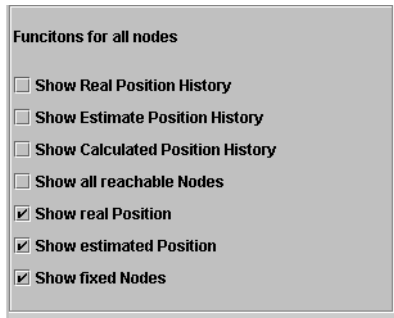 Funcitons for all nodes
Show Real Position History
Show Estimate Position History
Show Calculated Position History
Show all reachable Nodes
Show real Position
Show estimated Position
Show fixed Nodes